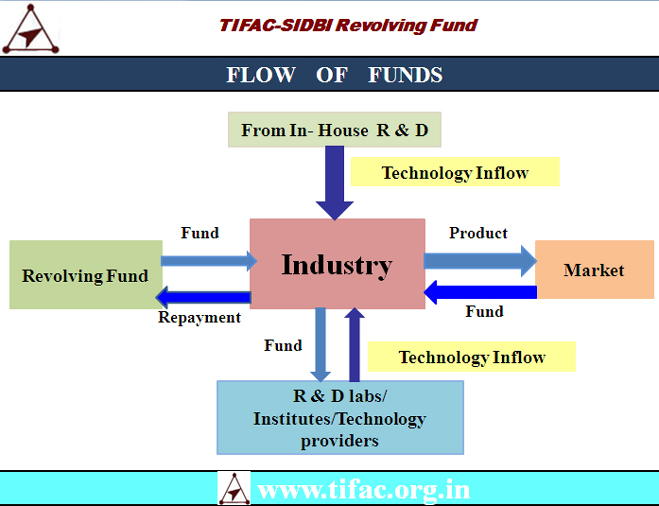 TIFAC-SIDBI Revolving Fund
FLOW OF FUNDS
From In- House R & D
Technology Inflow
Fund
Product
Revolving Fund
Industry
Market
Repayment
Fund
Fund
Technology Inflow
R & D labs/
Institutes/Technology
providers
www.tifac.org.in